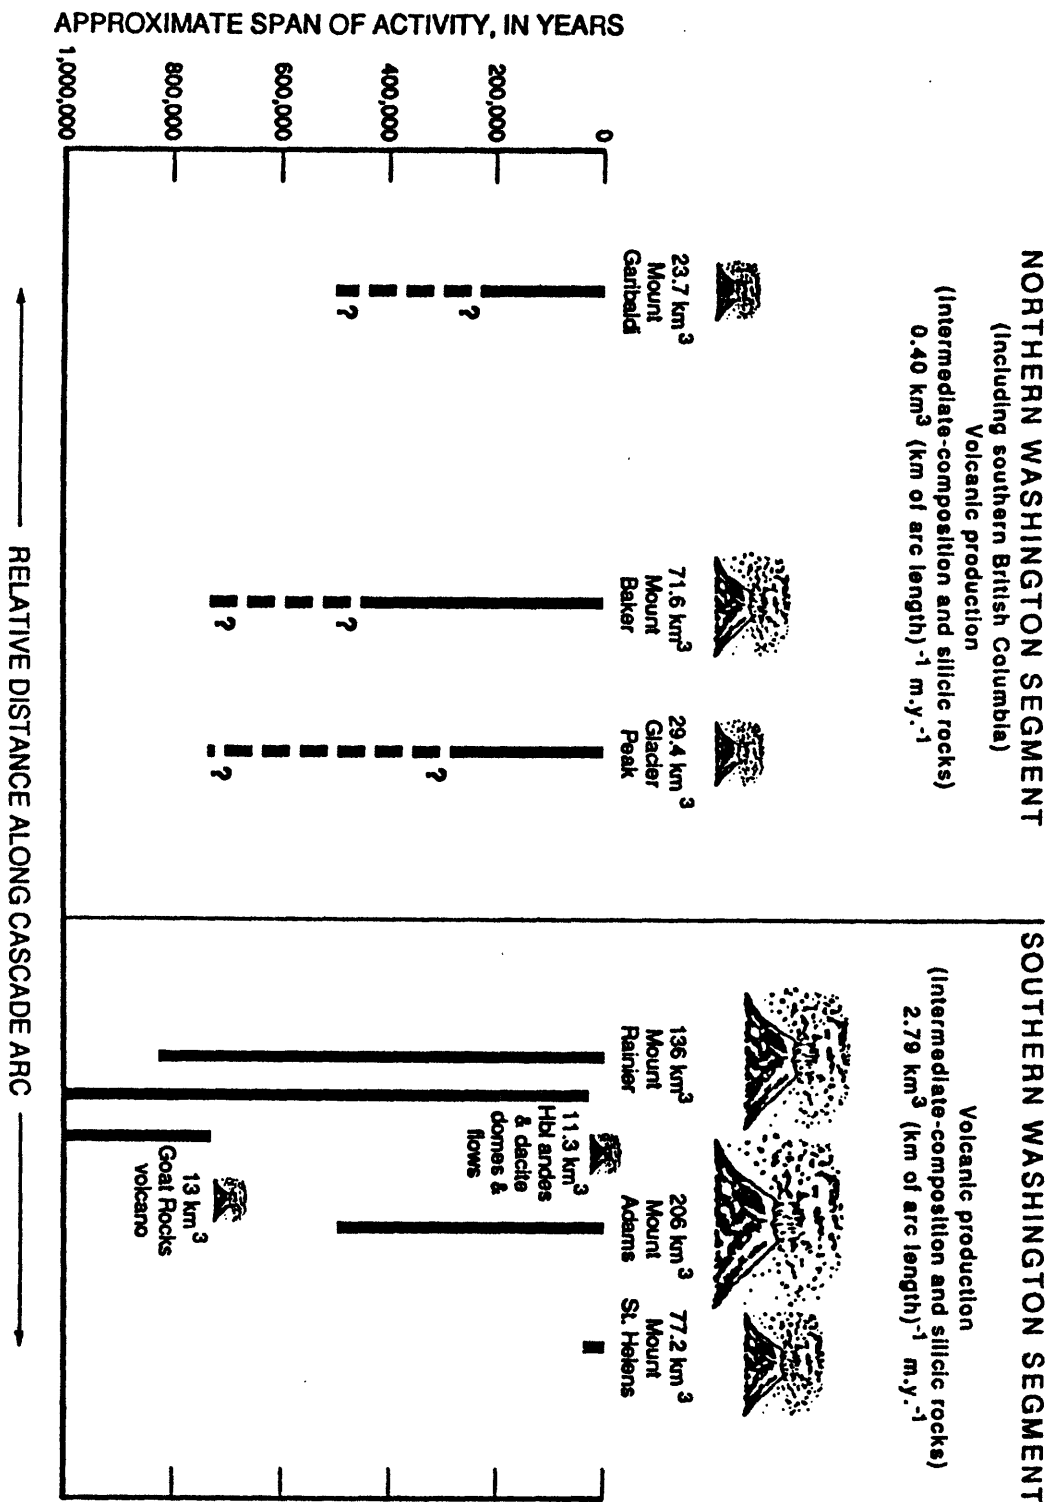 NORTHERN WASHINGTON SEGMENT
(Including southern British Columbia)
Volcanic production
(Intermediate-composition and silicic rocks)
0.40 km³ (km of arc length)⁻¹ m.y.⁻¹
SOUTHERN WASHINGTON SEGMENT
Volcanic production
(Intermediate-composition and silicic rocks)
2.79 km³ (km of arc length)⁻¹ m.y.⁻¹
23.7 km³
Mount
Garibaldi
71.6 km³
Mount
Baker
29.4 km³
Glacier
Peak
136 km³
Mount
Rainier
206 km³
Mount
Adams
77.2 km³
Mount
St. Helens
11.3 km³
Hbl andes
& dacite
domes &
flows
13 km³
Goat Rocks
volcano
?
?
?
?
?
?
APPROXIMATE SPAN OF ACTIVITY, IN YEARS
0
200,000
400,000
600,000
800,000
1,000,000
RELATIVE DISTANCE ALONG CASCADE ARC